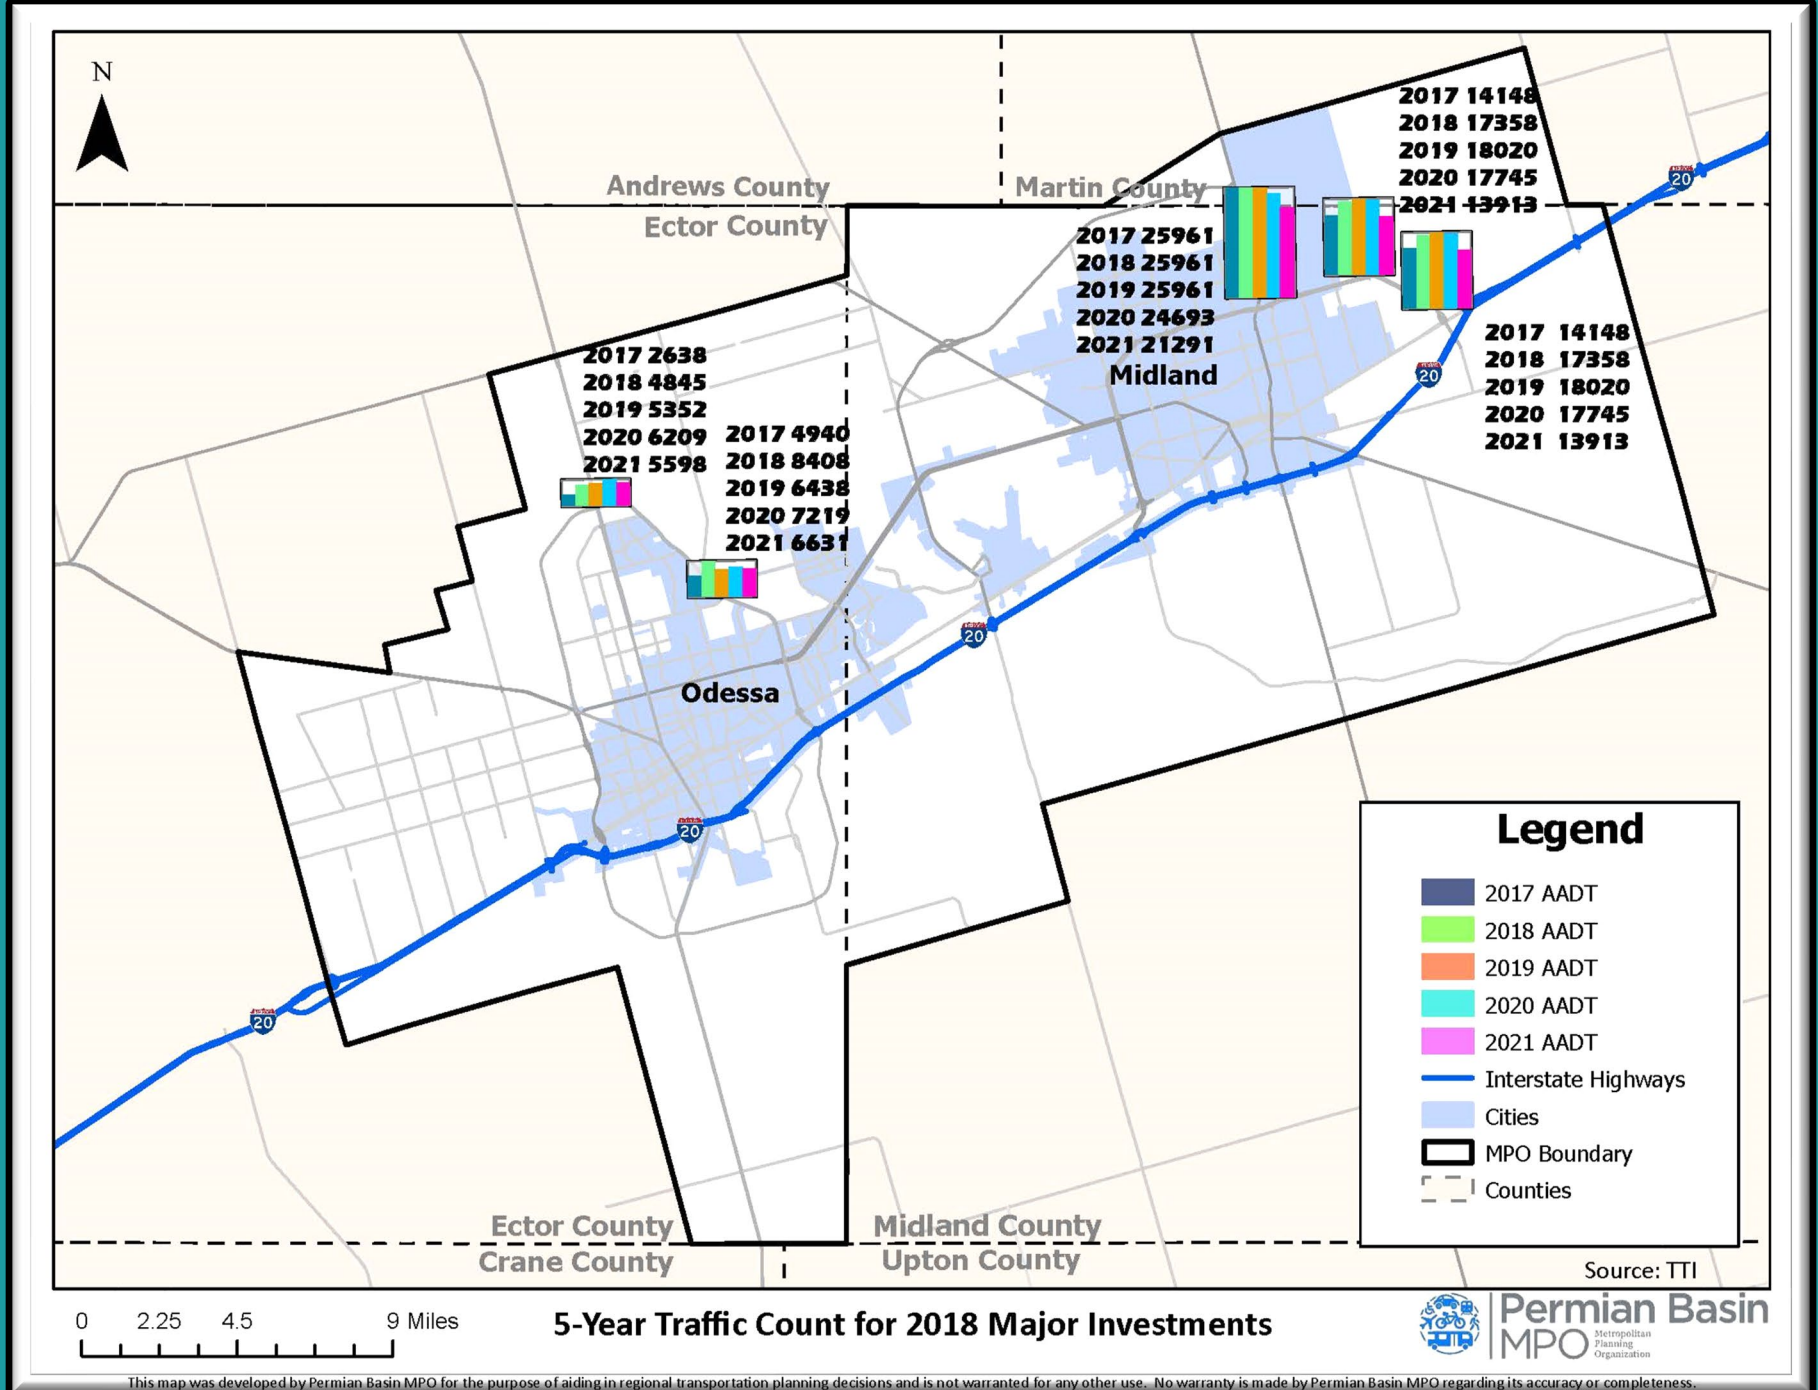 N
2017 14148
2018 17358
2019 18020
2020 17745
2021 13913
20
Andrews County
Martin County
Ector County
2017 25961
2018 25961
2019 25961
2020 24693
2021 21291
Midland
2017 14148
2018 17358
2019 18020
2020 17745
2021 13913
20
2017 2638
2018 4845
2019 5352
2020 6209
2021 5598
2017 4940
2018 8408
2019 6438
2020 7219
2021 6631
20
Odessa
20
20
Legend
2017 AADT
2018 AADT
2019 AADT
2020 AADT
2021 AADT
Interstate Highways
Cities
MPO Boundary
Counties
Ector County
Midland County
Crane County
Upton County
Source: TTI
0 2.25 4.5 9 Miles
5-Year Traffic Count for 2018 Major Investments
Permian Basin
MPO
Metropolitan
Planning
Organization
This map was developed by Permian Basin MPO for the purpose of aiding in regional transportation planning decisions and is not warranted for any other use. No warranty is made by Permian Basin MPO regarding its accuracy or completeness.